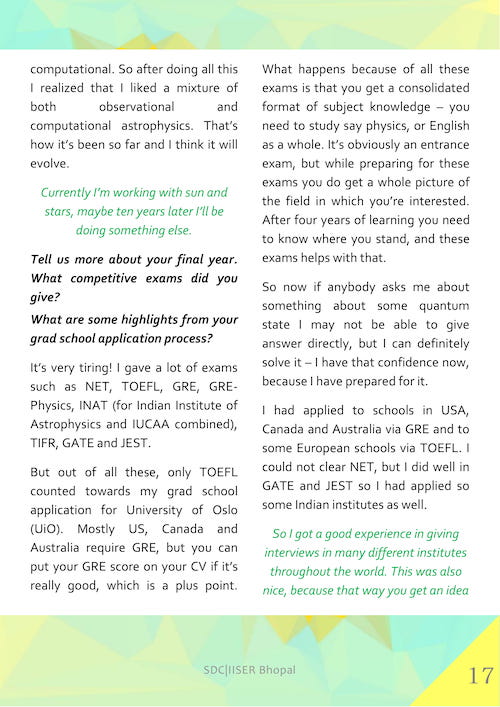 computational. So after doing all this
I realized that I liked a mixture of
both observational and
computational astrophysics. That's
how it's been so far and I think it will
evolve.
Currently I'm working with sun and
stars, maybe ten years later I'll be
doing something else.
Tell us more about your final year.
What competitive exams did you
give?
What are some highlights from your
grad school application process?
It's very tiring! I gave a lot of exams
such as NET, TOEFL, GRE, GRE-
Physics, INAT (for Indian Institute of
Astrophysics and IUCAA combined),
TIFR, GATE and JEST.
But out of all these, only TOEFL
counted towards my grad school
application for University of Oslo
(UiO). Mostly US, Canada and
Australia require GRE, but you can
put your GRE score on your CV if it's
really good, which is a plus point.
What happens because of all these
exams is that you get a consolidated
format of subject knowledge – you
need to study say physics, or English
as a whole. It's obviously an entrance
exam, but while preparing for these
exams you do get a whole picture of
the field in which you're interested.
After four years of learning you need
to know where you stand, and these
exams helps with that.
So now if anybody asks me about
something about some quantum
state I may not be able to give
answer directly, but I can definitely
solve it – I have that confidence now,
because I have prepared for it.
I had applied to schools in USA,
Canada and Australia via GRE and to
some European schools via TOEFL. I
could not clear NET, but I did well in
GATE and JEST so I had applied so
some Indian institutes as well.
So I got a good experience in giving
interviews in many different institutes
throughout the world. This was also
nice, because that way you get an idea
SDC|IISER Bhopal
17